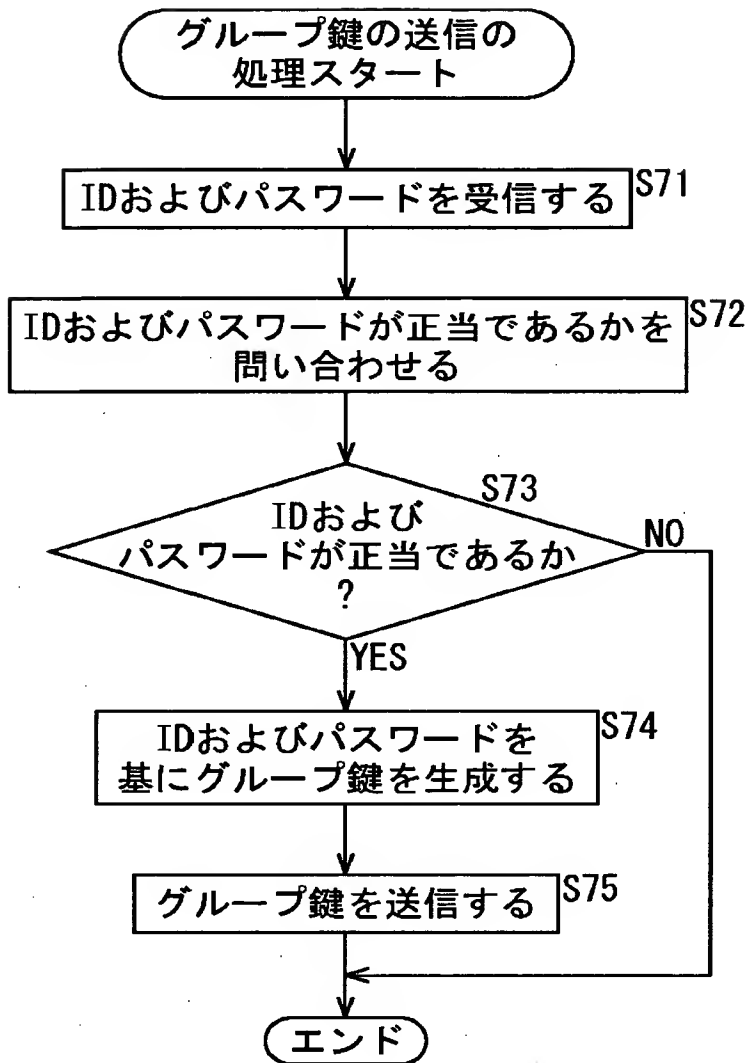 グループ鍵の送信の
処理スタート
IDおよびパスワードを受信する
S71
IDおよびパスワードが正当であるかを
問い合わせる
S72
S73
IDおよび
パスワードが正当であるか
?
NO
YES
IDおよびパスワードを
基にグループ鍵を生成する
S74
グループ鍵を送信する
S75
エンド